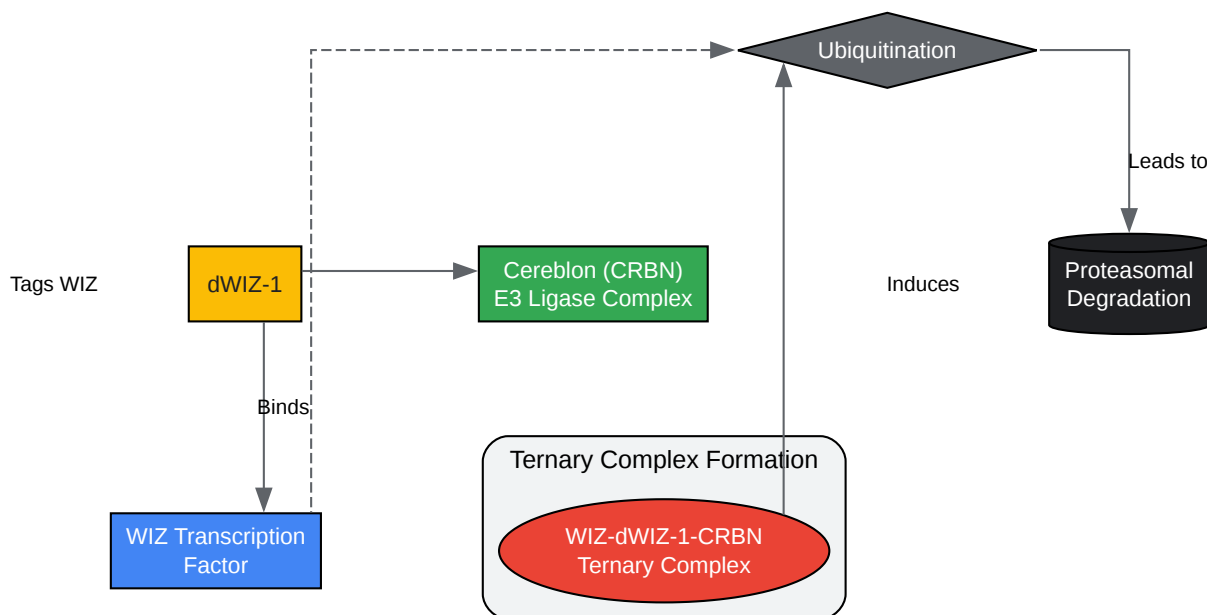 Ubiquitination
Leads to
Tags WIZ
dWIZ-1
Cereblon (CRBN)
E3 Ligase Complex
Induces
Proteasomal
Degradation
Binds
Ternary Complex Formation
WIZ Transcription
Factor
WIZ-dWIZ-1-CRBN
Ternary Complex